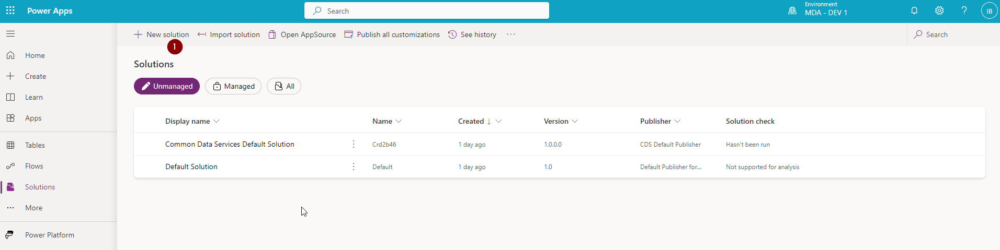 Power Apps
Search
Environment
MDA - DEV 1
?
IB
New solution
Import solution
Open AppSource
Publish all customizations
See history
...
Search
1
Home
Create
Learn
Apps
Tables
Flows
Solutions
More
Power Platform
Solutions
Unmanaged
Managed
All
Display name Name Created ↓ Version Publisher Solution check
Common Data Services Default Solution Crd2b46 1 day ago 1.0.0.0 CDS Default Publisher Hasn't been run
Default Solution Default 1 day ago 1.0 Default Publisher for... Not supported for analysis